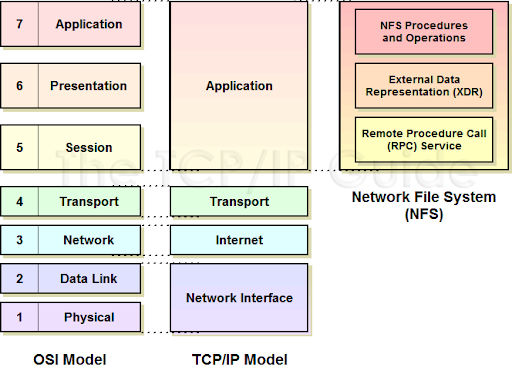 7 Application
6 Presentation
5 Session
4 Transport
3 Network
2 Data Link
1 Physical
OSI Model
Application
Transport
Internet
Network Interface
TCP/IP Model
NFS Procedures
and Operations
External Data
Representation (XDR)
Remote Procedure Call
(RPC) Service
Network File System
(NFS)
The TCP/IP Guide